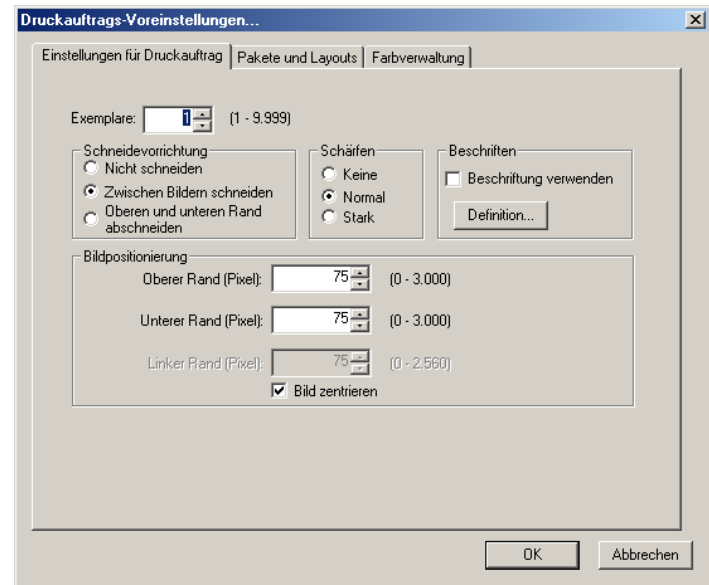 Druckauftrags-Voreinstellungen...
Einstellungen für Druckauftrag Pakete und Layouts Farbverwaltung
Exemplare: 1 (1 - 9.999)
Schneidevorrichtung
Nicht schneiden
Zwischen Bildern schneiden
Oberen und unteren Rand
abschneiden
Schärfen
Keine
Normal
Stark
Beschriften
Beschriftung verwenden
Definition...
Bildpositionierung
Oberer Rand (Pixel): 75 (0 - 3.000)
Unterer Rand (Pixel): 75 (0 - 3.000)
Linker Rand (Pixel): 75 (0 - 2.560)
Bild zentrieren
OK Abbrechen